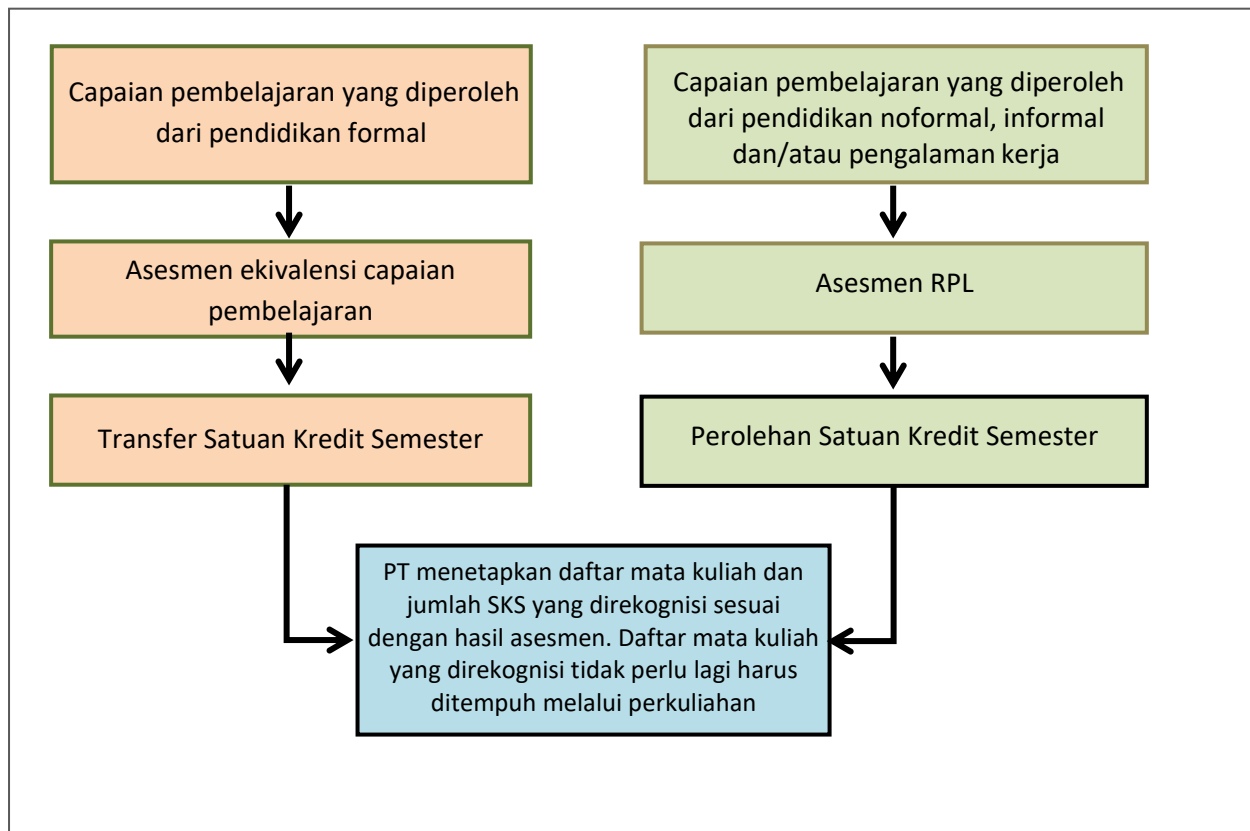 Capaian pembelajaran yang diperoleh
dari pendidikan formal
Asesmen ekivalensi capaian
pembelajaran
Transfer Satuan Kredit Semester
Capaian pembelajaran yang diperoleh
dari pendidikan noformal, informal
dan/atau pengalaman kerja
Asesmen RPL
Perolehan Satuan Kredit Semester
PT menetapkan daftar mata kuliah dan
jumlah SKS yang direkognisi sesuai
dengan hasil asesmen. Daftar mata kuliah
yang direkognisi tidak perlu lagi harus
ditempuh melalui perkuliahan